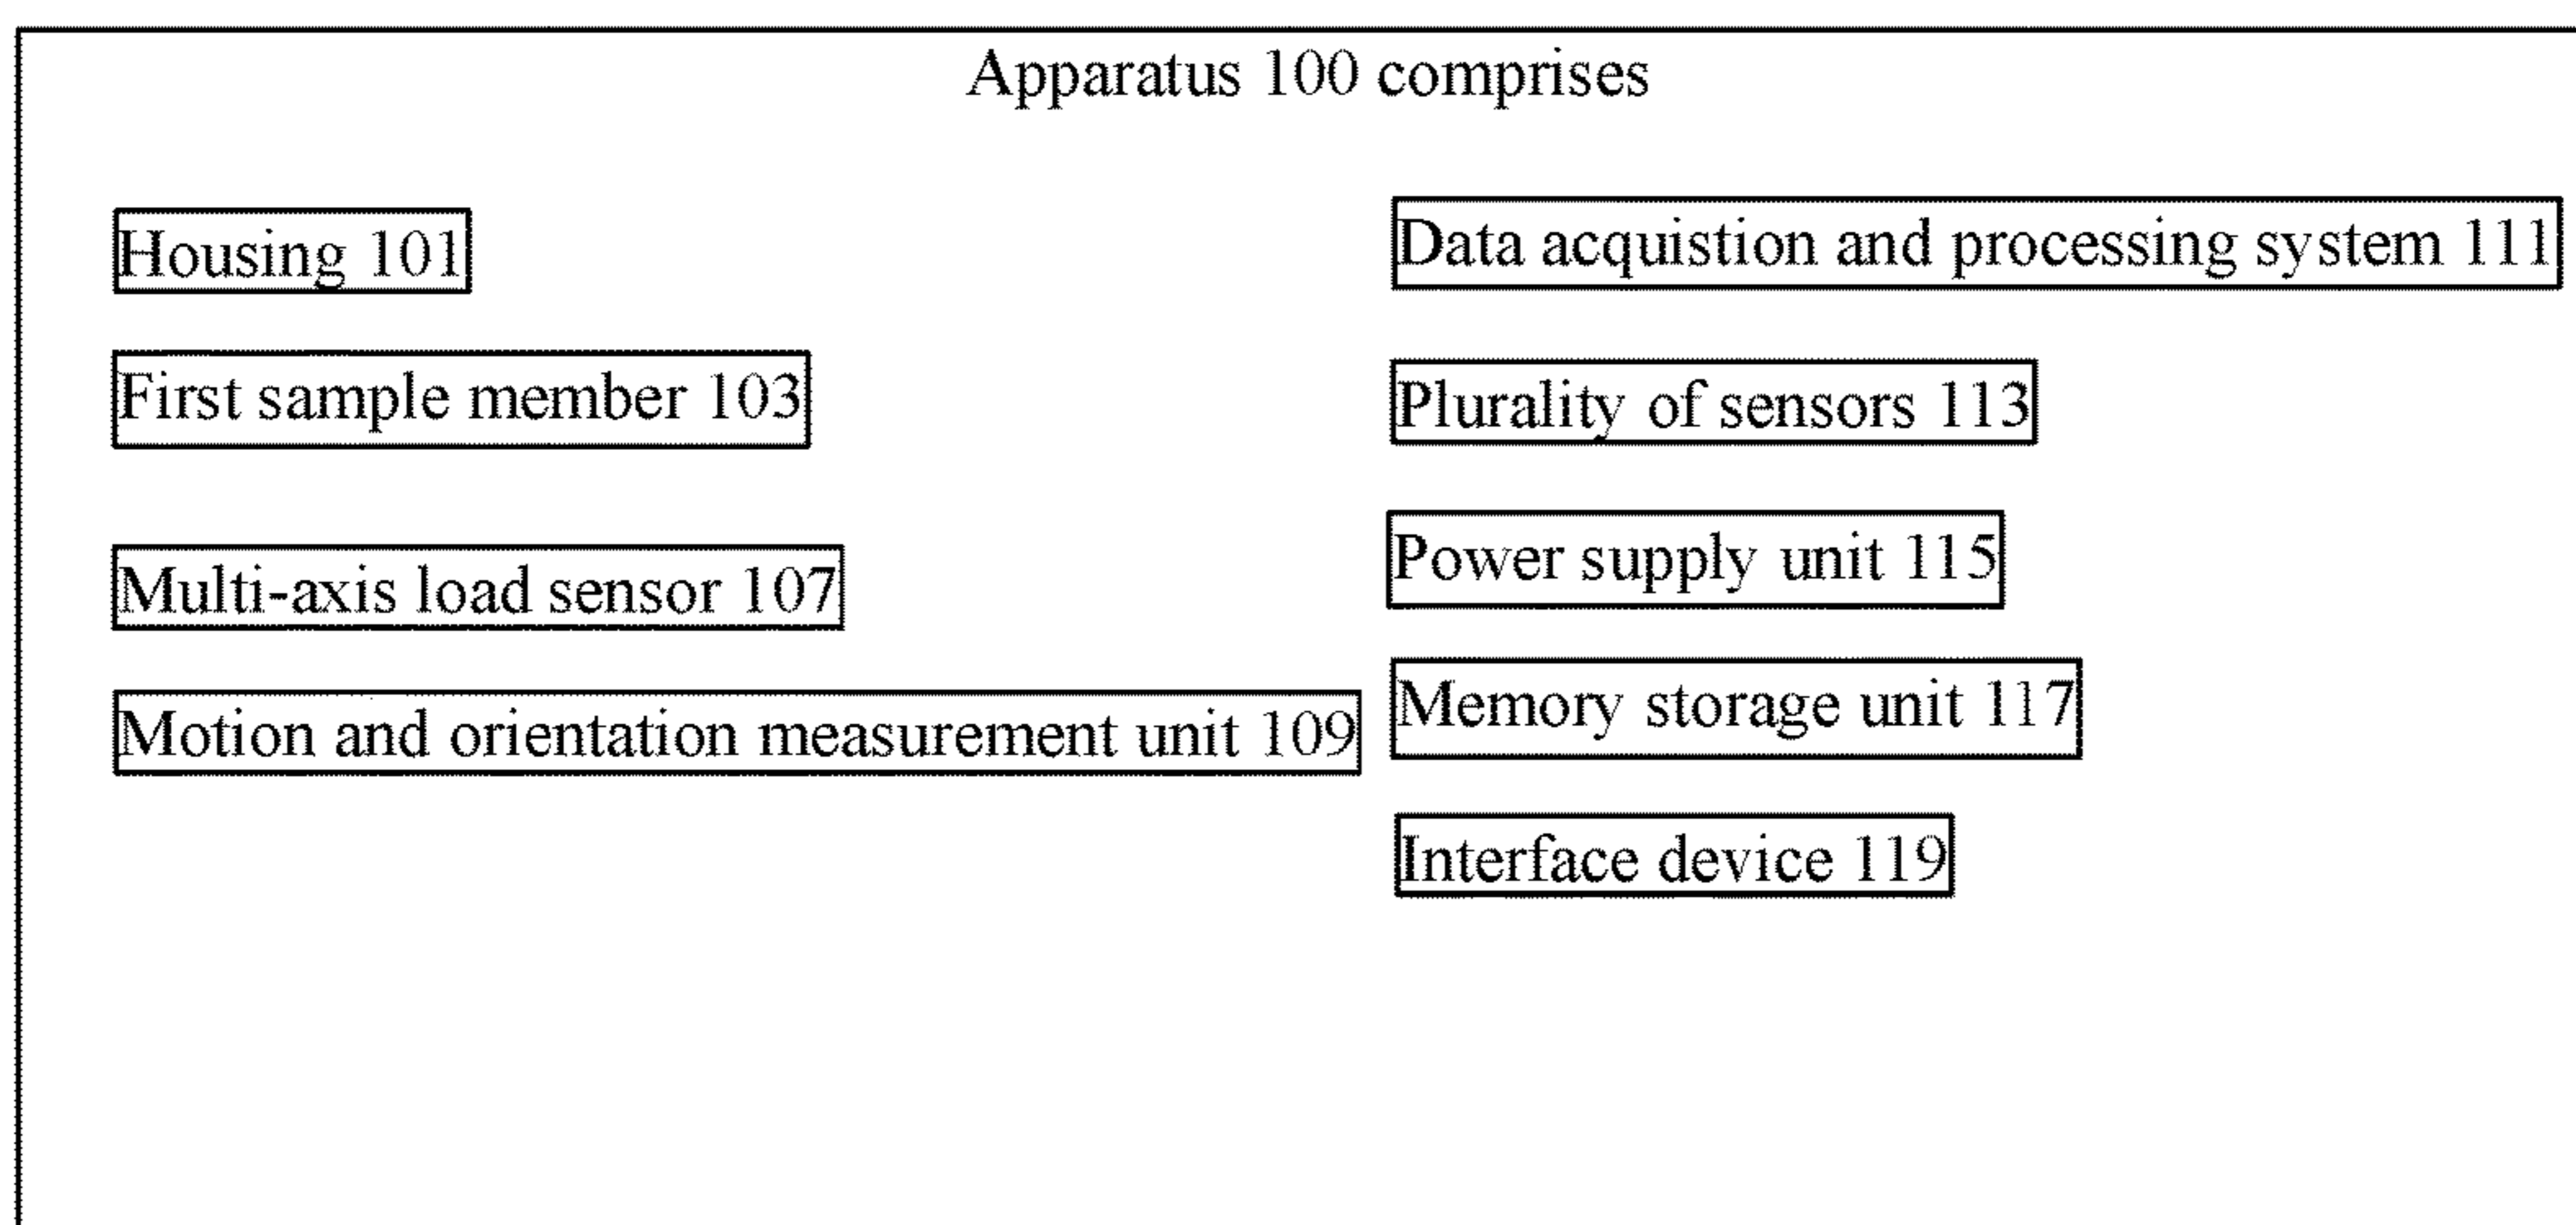 Apparatus 100 comprises
Housing 101
First sample member 103
Multi-axis load sensor 107
Motion and orientation measurement unit 109
Data acquistion and processing system 111
Plurality of sensors 113
Power supply unit 115
Memory storage unit 117
Interface device 119